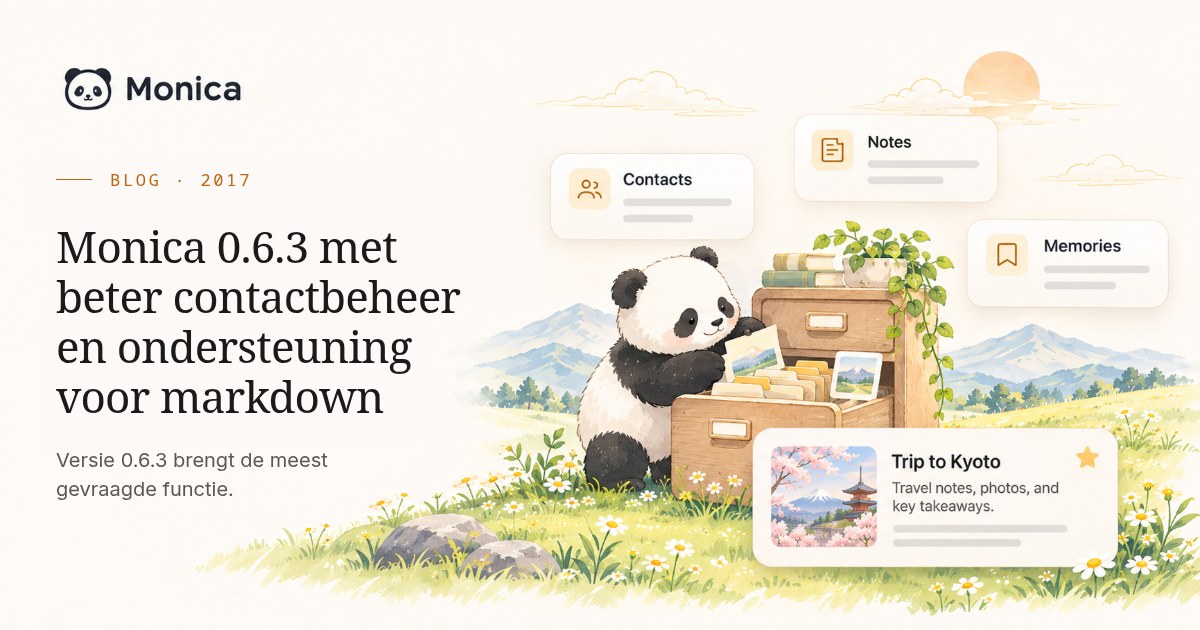 Monica
BLOG · 2017
Monica 0.6.3 met
beter contactbeheer
en ondersteuning
voor markdown
Versie 0.6.3 brengt de meest
gevraagde functie.
Contacts
Notes
Memories
Trip to Kyoto
Travel notes, photos, and
key takeaways.